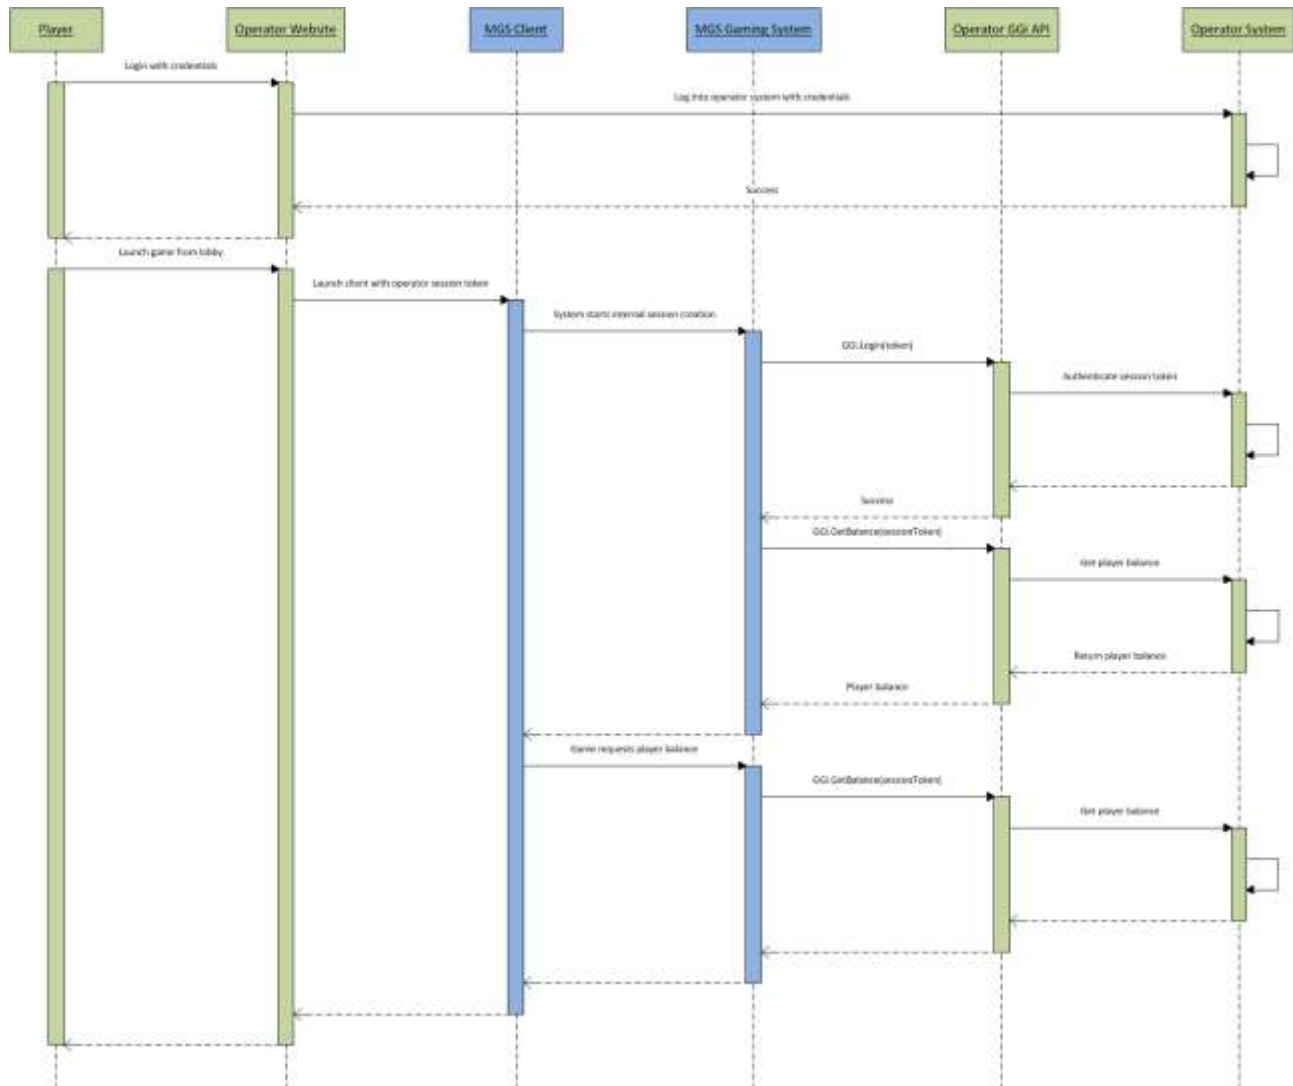 Player
Operator Website
MGS Client
MGS Gaming System
Operator GGi API
Operator System
Login with credentials
Log into operator system with credentials
Success
Launch game from lobby
Launch client with operator session token
System starts internal session creation
GGI.Login(token)
Authenticate session token
Success
GGI.GetBalance(sessionToken)
Get player balance
Return player balance
Player balance
Game requests player balance
GGI.GetBalance(sessionToken)
Get player balance